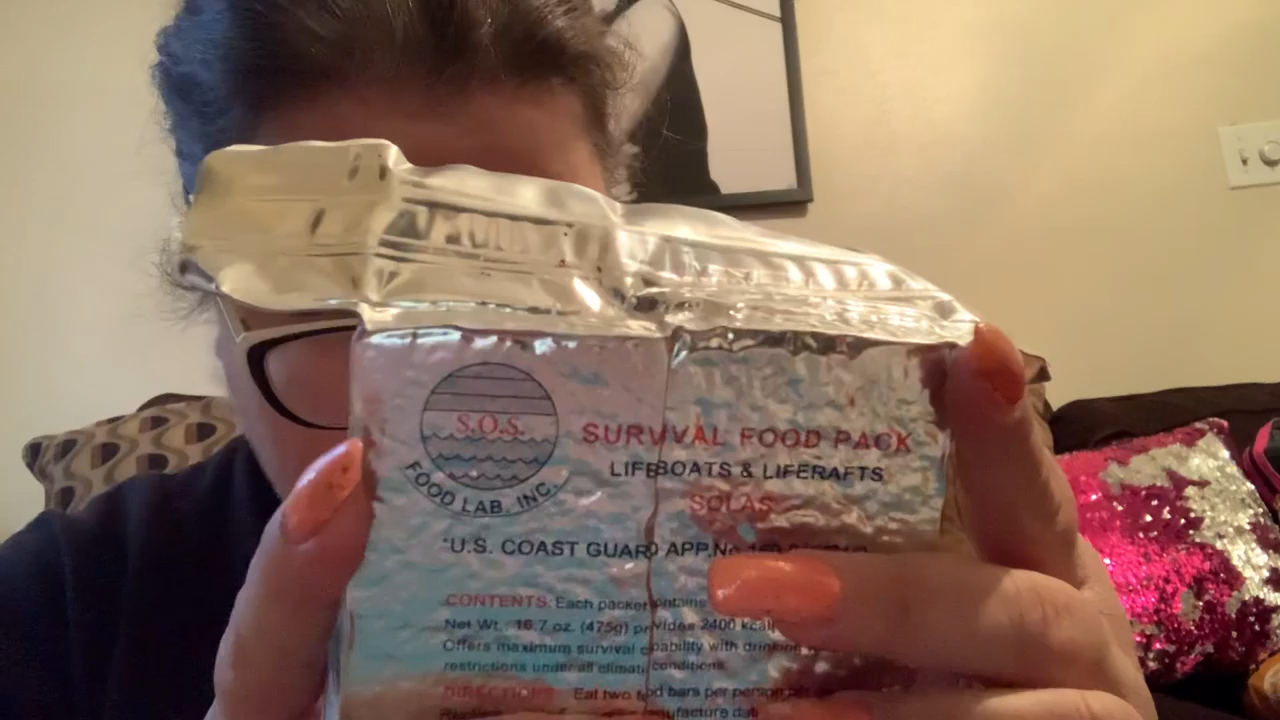 S.O.S.
FOOD LAB. INC.
SURVIVAL FOOD PACK
LIFEBOATS & LIFERAFTS
SOLAS
"U.S. COAST GUARD APP.No
CONTENTS: Each packet contains
Net Wt. 16.7 oz. (475g) provides 2400 kcal
Offers maximum survival capability with drinking
restrictions under all climatic conditions.
DIRECTIONS: Eat two food bars per person
manufacture date